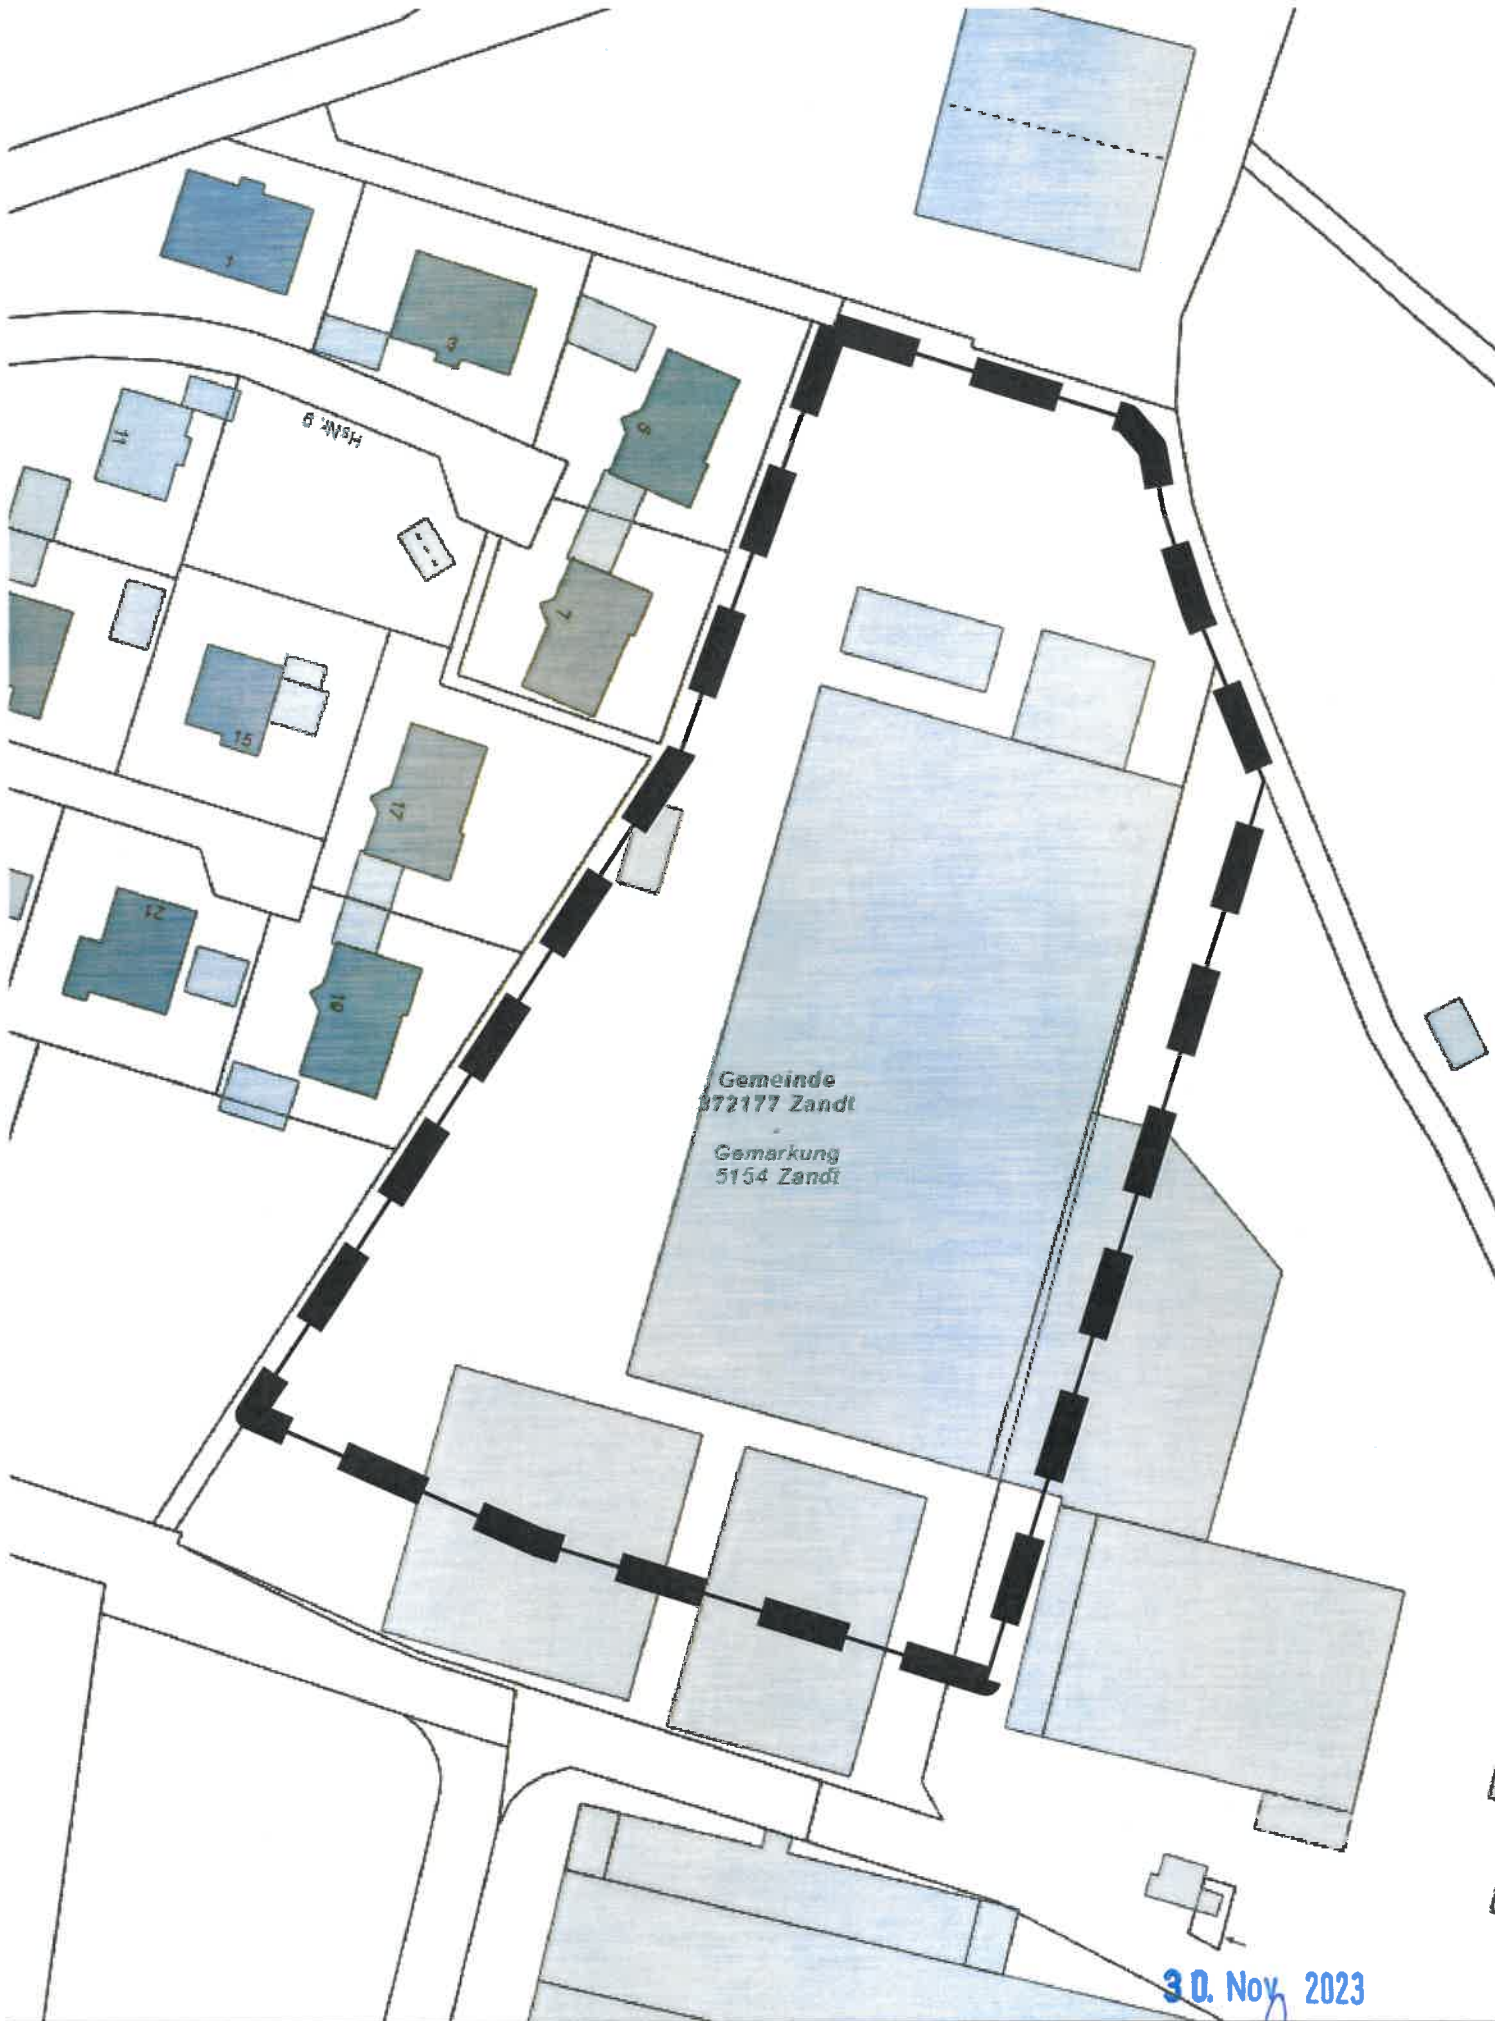 1
3
5
HsNr. 9
11
7
15
17
21
19
Gemeinde
372177 Zandt
-
Gemarkung
5154 Zandt
30. Nov. 2023